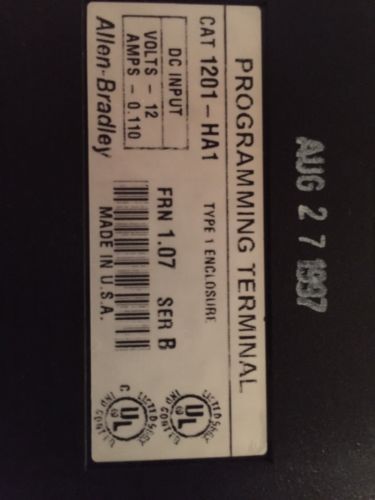 PROGRAMMING TERMINAL
CAT 1201-HA1
TYPE 1 ENCLOSURE
DC INPUT
VOLTS - 12
AMPS - 0.110
FRN 1.07 SER B
Allen-Bradley
MADE IN U.S.A.
UL
C UL
AUG 27 1997